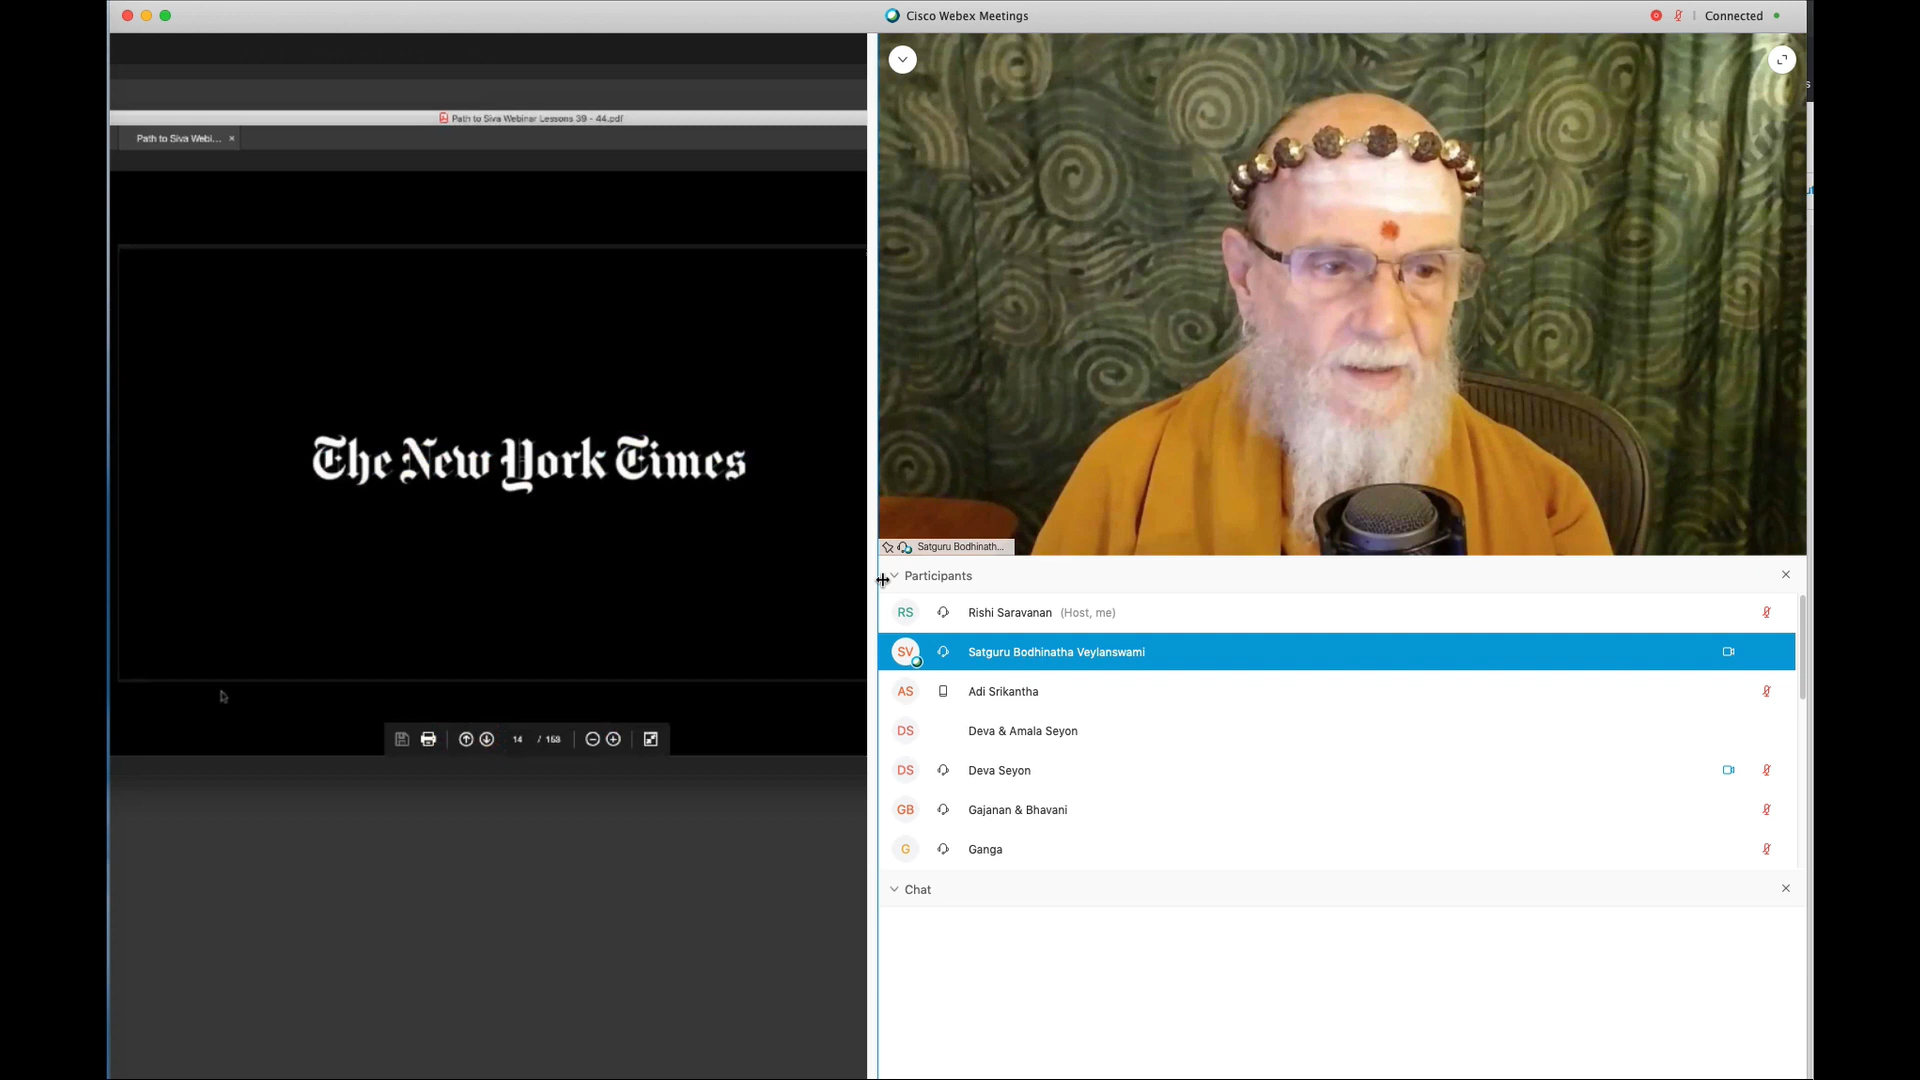 Cisco Webex Meetings
Connected
Path to Siva Webinar Lessons 39 - 44.pdf
Path to Siva Webi...
The New York Times
14 / 153
Satguru Bodhinath...
Participants
RS Rishi Saravanan (Host, me)
SV Satguru Bodhinatha Veylanswami
AS Adi Srikantha
DS Deva & Amala Seyon
DS Deva Seyon
GB Gajanan & Bhavani
G Ganga
Chat